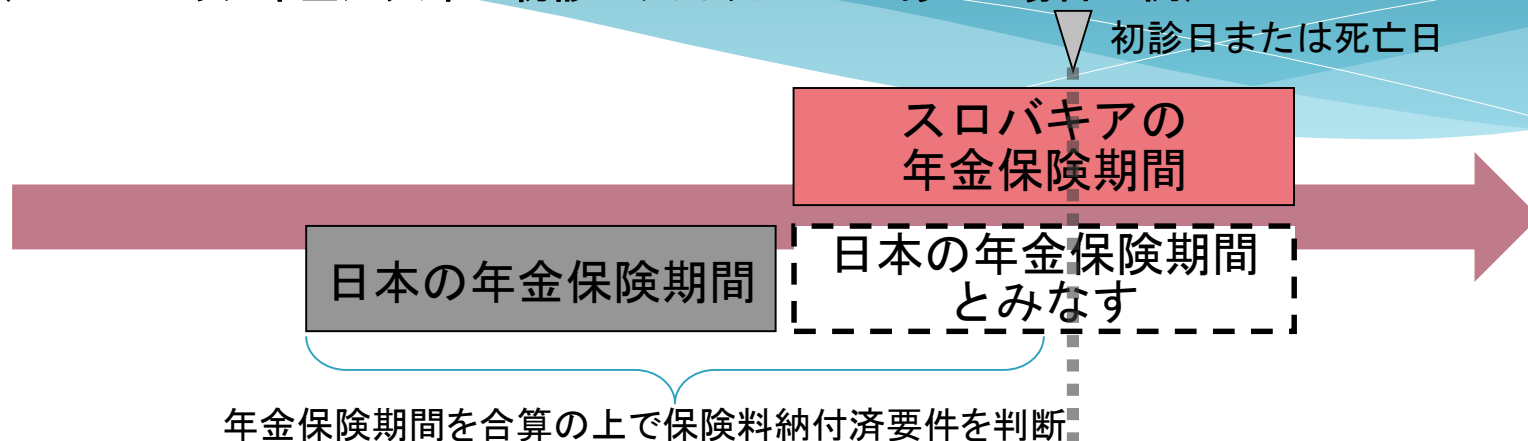 初診日または死亡日
スロバキアの
年金保険期間
日本の年金保険期間
日本の年金保険期間
とみなす
年金保険期間を合算の上で保険料納付済要件を判断